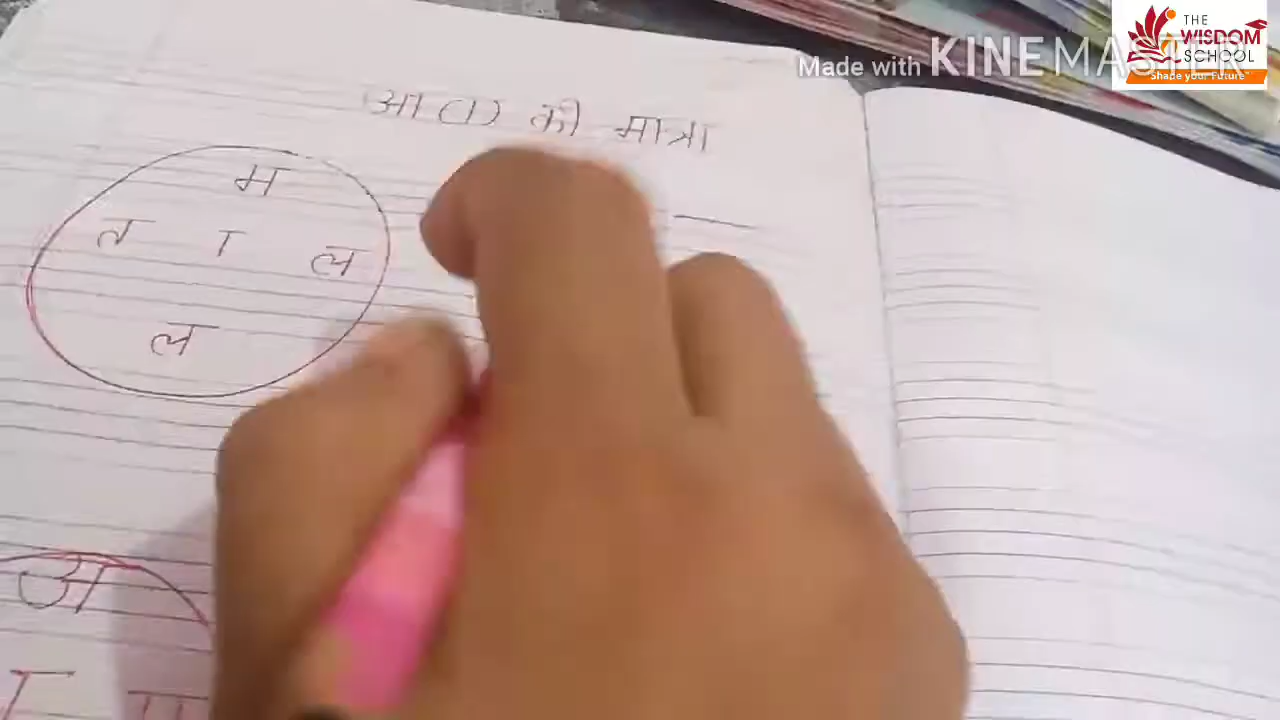 THE
WISDOM
SCHOOL
"Shape your Future"
Made with KINEMASTER
आ (ा) की मात्रा
म
त ा ल
ल
अ